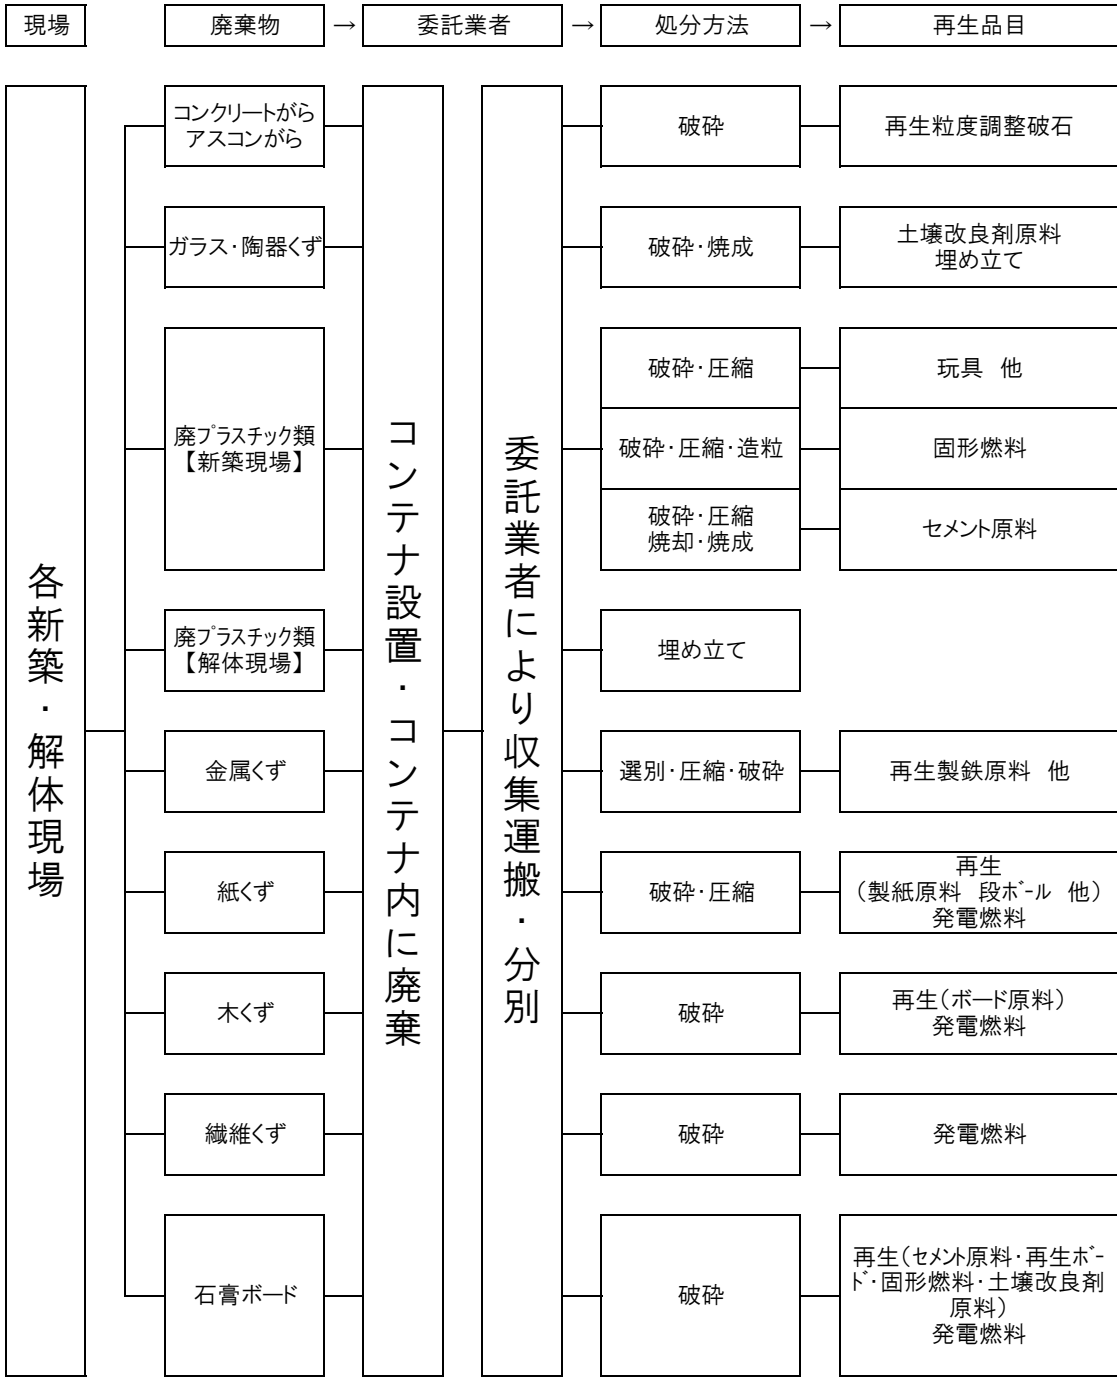 現場
廃棄物
→
委託業者
→
処分方法
→
再生品目
各新築・解体現場
コンクリートがら
アスコンがら
ガラス・陶器くず
廃プラスチック類
【新築現場】
廃プラスチック類
【解体現場】
金属くず
紙くず
木くず
繊維くず
石膏ボード
コンテナ設置・コンテナ内に廃棄
委託業者により収集運搬・分別
破砕
再生粒度調整破石
破砕・焼成
土壌改良剤原料
埋め立て
破砕・圧縮
玩具　他
破砕・圧縮・造粒
固形燃料
破砕・圧縮
焼却・焼成
セメント原料
埋め立て
選別・圧縮・破砕
再生製鉄原料　他
破砕・圧縮
再生
（製紙原料　段ボール　他）
発電燃料
破砕
再生（ボード原料）
発電燃料
破砕
発電燃料
破砕
再生（セメント原料・再生ボー
ド・固形燃料・土壌改良剤
原料）
発電燃料